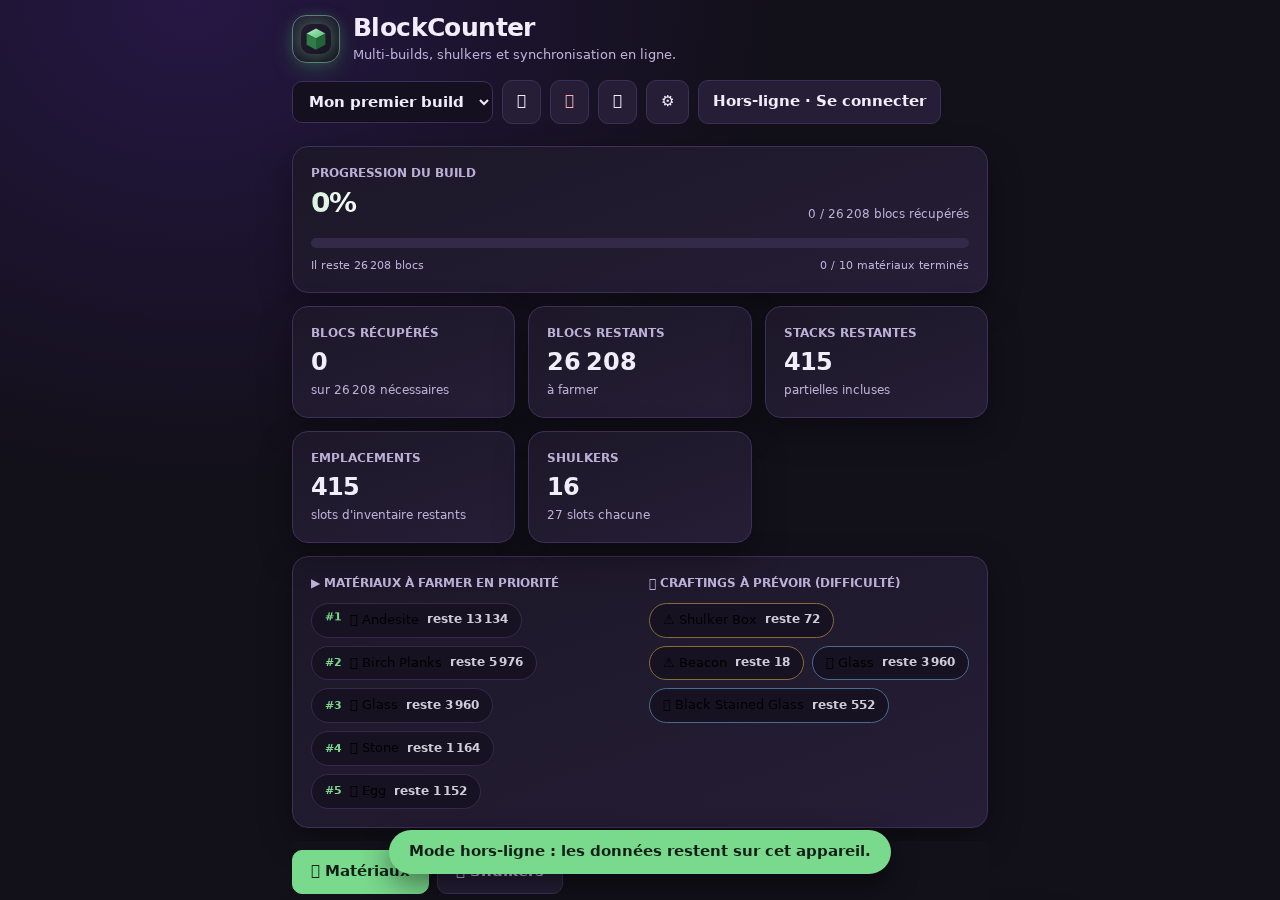 BlockCounter
Multi-builds, shulkers et synchronisation en ligne.
Mon premier build
Hors-ligne · Se connecter
PROGRESSION DU BUILD
0%
0 / 26 208 blocs récupérés
Il reste 26 208 blocs
0 / 10 matériaux terminés
BLOCS RÉCUPÉRÉS
0
sur 26 208 nécessaires
BLOCS RESTANTS
26 208
à farmer
STACKS RESTANTES
415
partielles incluses
EMPLACEMENTS
415
slots d'inventaire restants
SHULKERS
16
27 slots chacune
▶ MATÉRIAUX À FARMER EN PRIORITÉ
#1 Andesite reste 13 134
#2 Birch Planks reste 5 976
#3 Glass reste 3 960
#4 Stone reste 1 164
#5 Egg reste 1 152
CRAFTINGS À PRÉVOIR (DIFFICULTÉ)
⚠ Shulker Box reste 72
⚠ Beacon reste 18
Glass reste 3 960
Black Stained Glass reste 552
Mode hors-ligne : les données restent sur cet appareil.
Matériaux
Shulkers